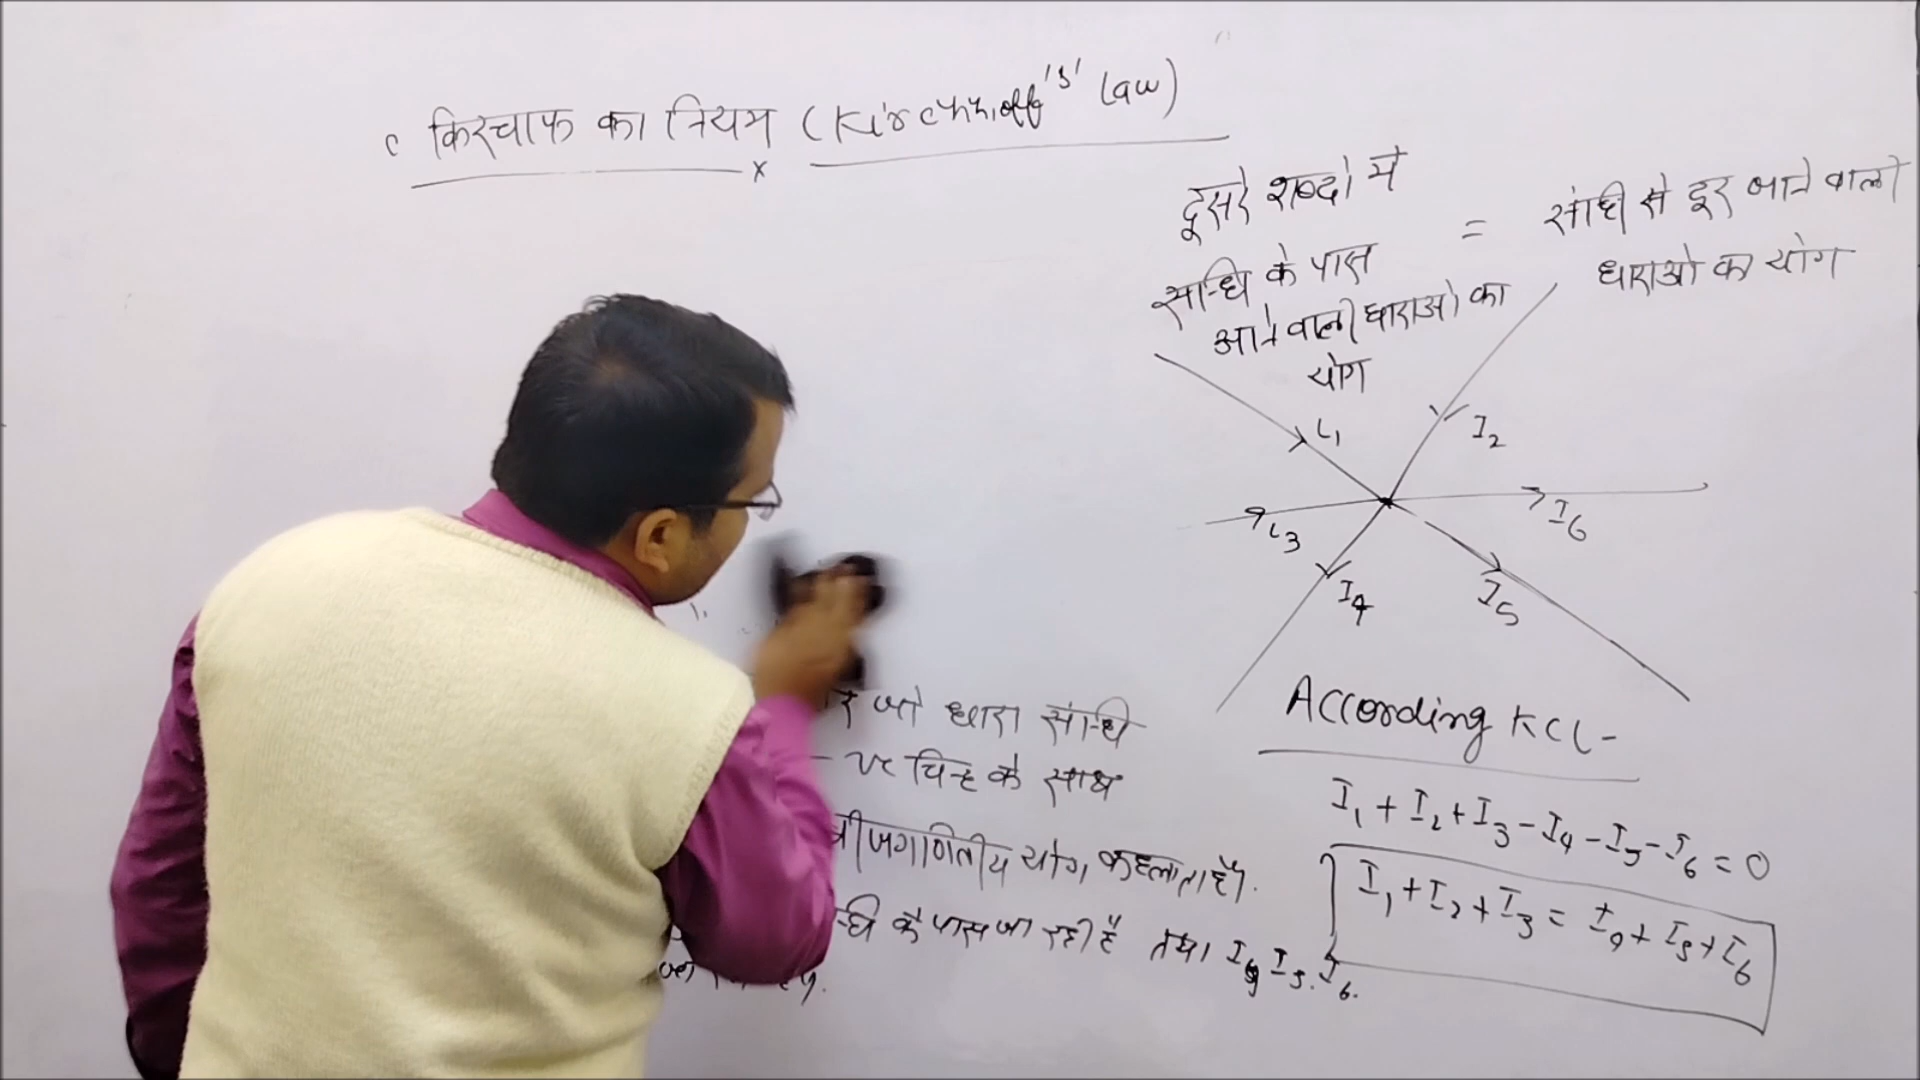 किरचाफ का नियम (Kirchhoff's Law)
दूसरे शब्दो मे
सन्धि के पास
आने वाली धाराओ का
योग
=
संधी से दूर जाने वाली
धाराओ का योग
I1
I2
I3
I6
I4
I5
जो धारा सन्धि
चिन्ह के साथ
बीजगणितीय योग कहलाता है।
के पास जा रही है तथा I4 I5. I6.
According KCL-
I1 + I2 + I3 - I4 - I5 - I6 = 0
I1 + I2 + I3 = I4 + I5 + I6